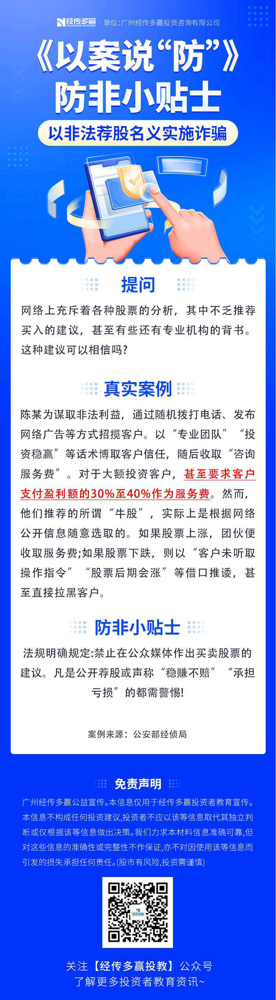 经传多赢
JINGZHUAN DUOYING
单位:广州经传多赢投资咨询有限公司
《以案说“防”》
防非小贴士
以非法荐股名义实施诈骗
提问
网络上充斥着各种股票的分析，其中不乏推荐
买入的建议，甚至有些还有专业机构的背书。
这种建议可以相信吗?
真实案例
陈某为谋取非法利益，通过随机拨打电话、发布
网络广告等方式招揽客户。以“专业团队”“投
资稳赢”等话术博取客户信任，随后收取“咨询
服务费”。对于大额投资客户，甚至要求客户
支付盈利额的30%至40%作为服务费。然而，
他们推荐的所谓“牛股”，实际上是根据网络
公开信息随意选取的。如果股票上涨，团伙便
收取服务费;如果股票下跌，则以“客户未听取
操作指令”“股票后期会涨”等借口推诿，甚
至直接拉黑客户。
防非小贴士
法规明确规定:禁止在公众媒体作出买卖股票的
建议。凡是公开荐股或声称“稳赚不赔”“承担
亏损”的都需警惕!
案例来源：公安部经侦局
免责声明
广州经传多赢公益宣传。本信息仅用于经传多赢投资者教育宣传。
本信息不构成任何投资建议,投资者不应以该等信息取代其独立判
断或仅根据该等信息做出决策。我们力求本材料信息准确可靠,但
对这些信息的准确性或完整性不作保证,亦不对因使用该等信息而
引发的损失承担任何责任。(股市有风险,投资需谨慎)
经传多赢
关注【经传多赢投教】公众号
了解更多投资者教育资讯~